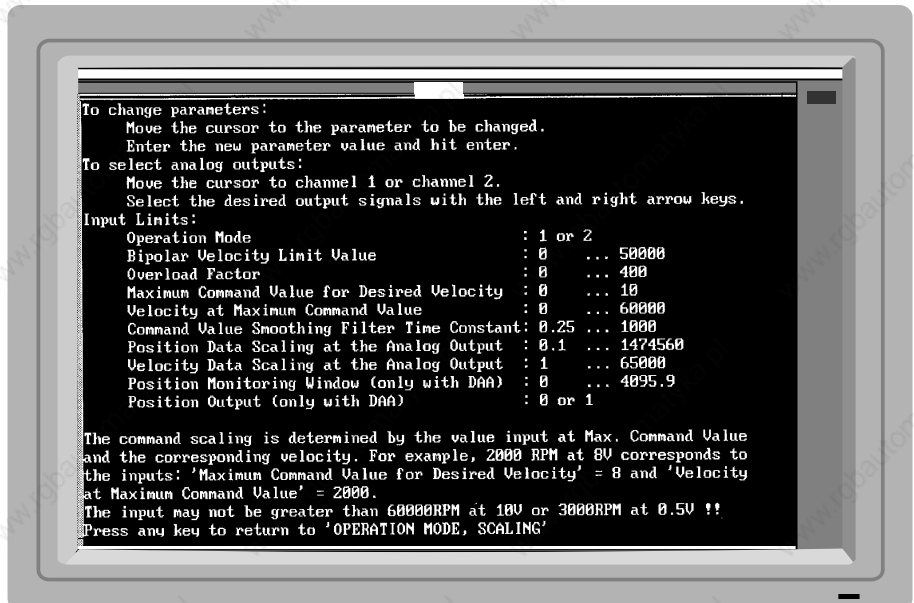 To change parameters:
Move the cursor to the parameter to be changed.
Enter the new parameter value and hit enter.
To select analog outputs:
Move the cursor to channel 1 or channel 2.
Select the desired output signals with the left and right arrow keys.
Input Limits:
Operation Mode : 1 or 2
Bipolar Velocity Limit Value : 0 ... 50000
Overload Factor : 0 ... 400
Maximum Command Value for Desired Velocity : 0 ... 10
Velocity at Maximum Command Value : 0 ... 60000
Command Value Smoothing Filter Time Constant: 0.25 ... 1000
Position Data Scaling at the Analog Output : 0.1 ... 1474560
Velocity Data Scaling at the Analog Output : 1 ... 65000
Position Monitoring Window (only with DAA) : 0 ... 4095.9
Position Output (only with DAA) : 0 or 1
The command scaling is determined by the value input at Max. Command Value
and the corresponding velocity. For example, 2000 RPM at 8V corresponds to
the inputs: 'Maximum Command Value for Desired Velocity' = 8 and 'Velocity
at Maximum Command Value' = 2000.
The input may not be greater than 60000RPM at 10V or 3000RPM at 0.5V !!
Press any key to return to 'OPERATION MODE, SCALING'